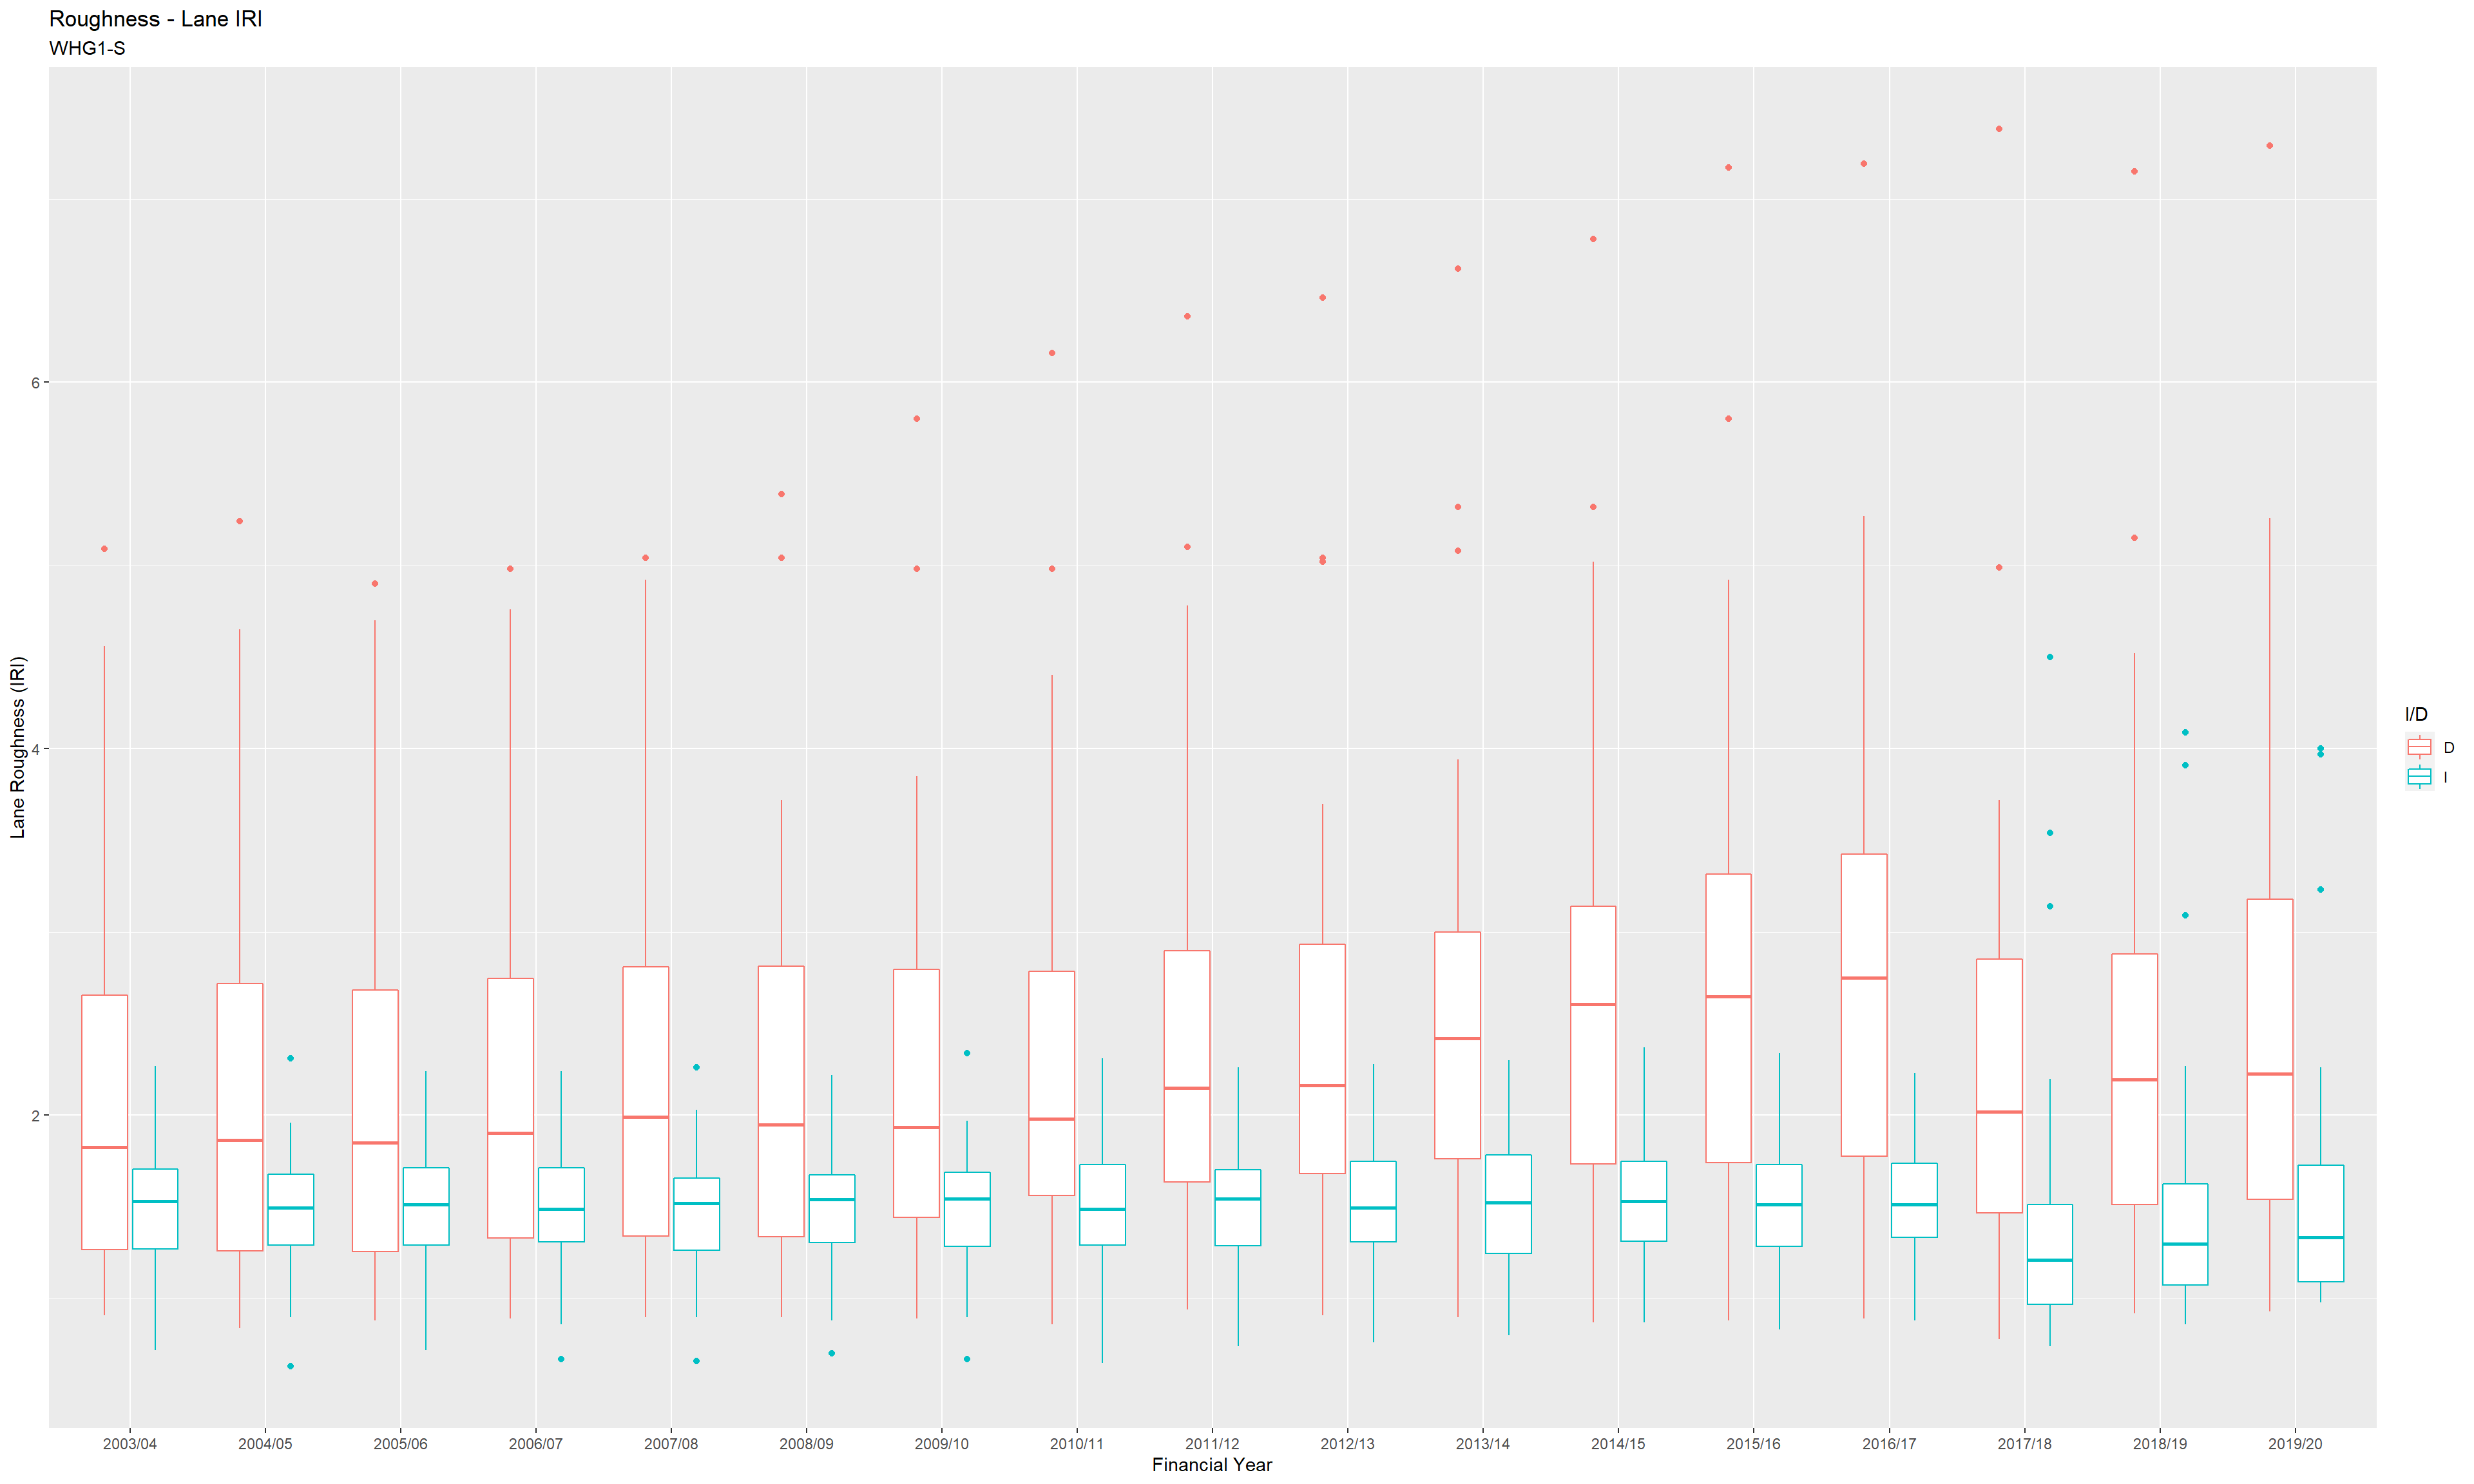 Roughness - Lane IRI
WHG1-S
Lane Roughness (IRI)
6
4
2
2003/04 2004/05 2005/06 2006/07 2007/08 2008/09 2009/10 2010/11 2011/12 2012/13 2013/14 2014/15 2015/16 2016/17 2017/18 2018/19 2019/20
Financial Year
I/D
D
I